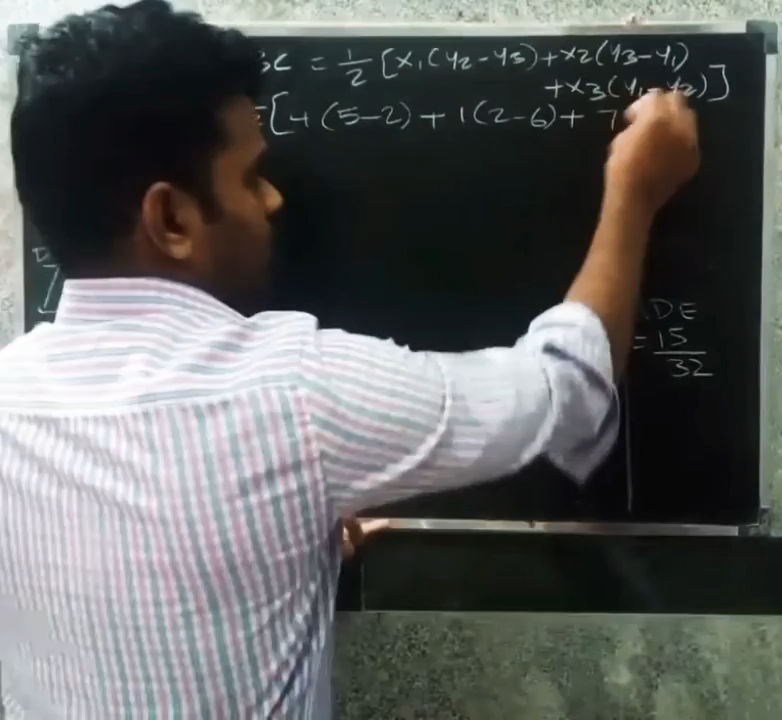 BC = 1/2 [x1(y2-y3)+x2(y3-y1)
+x3(y1-y2)]
[4(5-2)+1(2-6)+7
D
DE
= 15/32